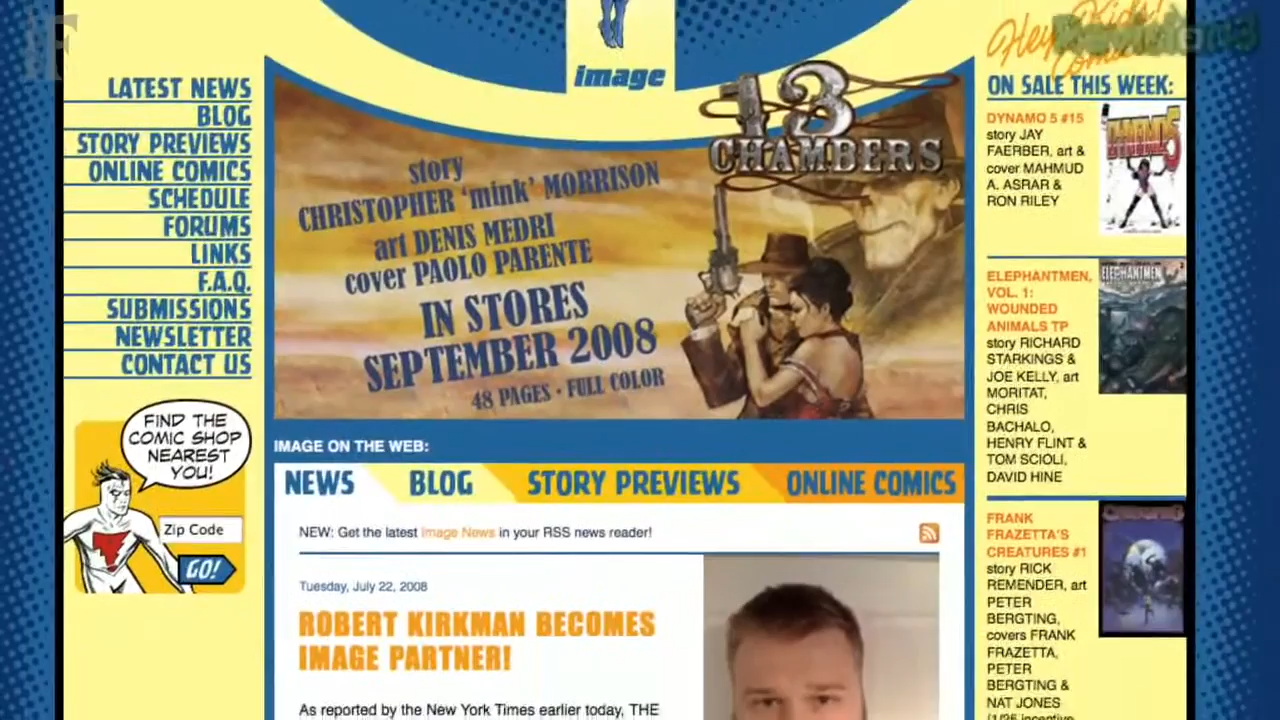 F
image
Hey Kids!
Comics
LATEST NEWS
BLOG
STORY PREVIEWS
ONLINE COMICS
SCHEDULE
FORUMS
LINKS
F.A.Q.
SUBMISSIONS
NEWSLETTER
CONTACT US
FIND THE
COMIC SHOP
NEAREST
YOU!
Zip Code
GO!
13
CHAMBERS
story
CHRISTOPHER 'mink' MORRISON
art DENIS MEDRI
cover PAOLO PARENTE
IN STORES
SEPTEMBER 2008
48 PAGES · FULL COLOR
IMAGE ON THE WEB:
NEWS BLOG STORY PREVIEWS ONLINE COMICS
NEW: Get the latest Image News in your RSS news reader!
Tuesday, July 22, 2008
ROBERT KIRKMAN BECOMES
IMAGE PARTNER!
As reported by the New York Times earlier today, THE
ON SALE THIS WEEK:
DYNAMO 5 #15
story JAY
FAERBER, art &
cover MAHMUD
A. ASRAR &
RON RILEY
ELEPHANTMEN,
VOL. 1:
WOUNDED
ANIMALS TP
story RICHARD
STARKINGS &
JOE KELLY, art
MORITAT,
CHRIS
BACHALO,
HENRY FLINT &
TOM SCIOLI,
DAVID HINE
ELEPHANTMEN
FRANK
FRAZETTA'S
CREATURES #1
story RICK
REMENDER, art
PETER
BERGTING,
covers FRANK
FRAZETTA,
PETER
BERGTING &
NAT JONES
(1/25 incentive